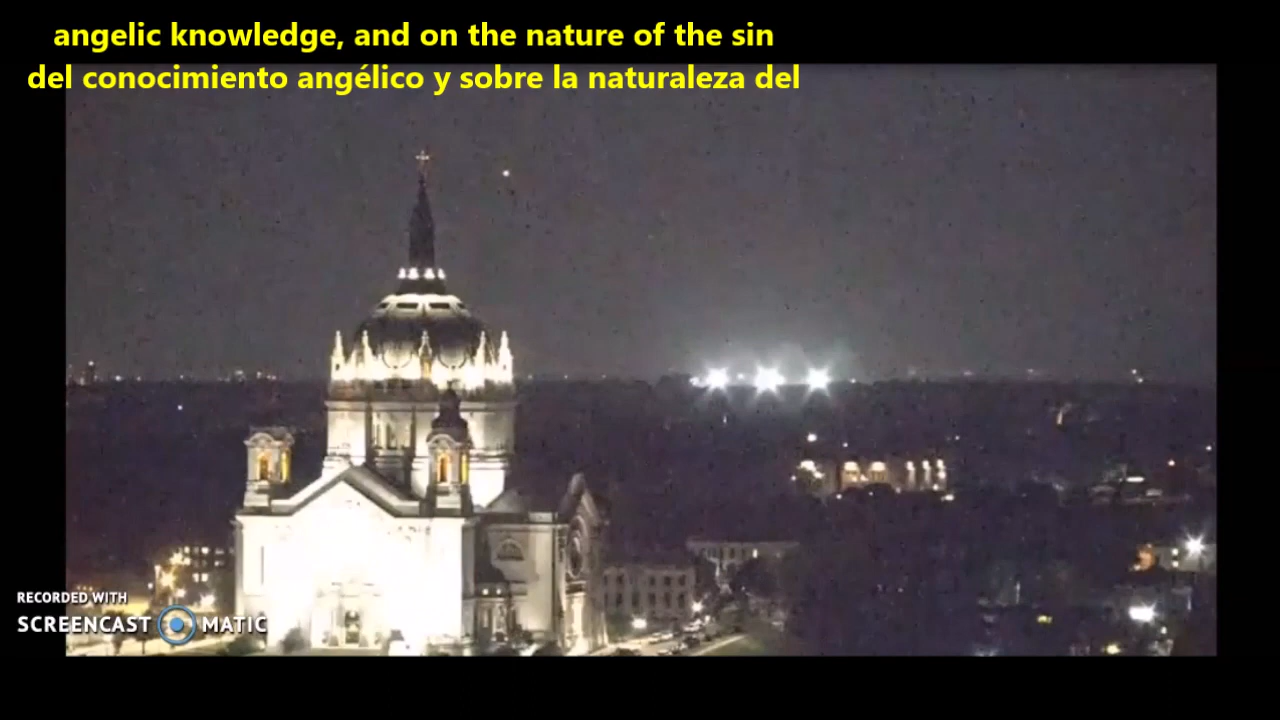 angelic knowledge, and on the nature of the sin
del conocimiento angélico y sobre la naturaleza del
RECORDED WITH
SCREENCAST MATIC